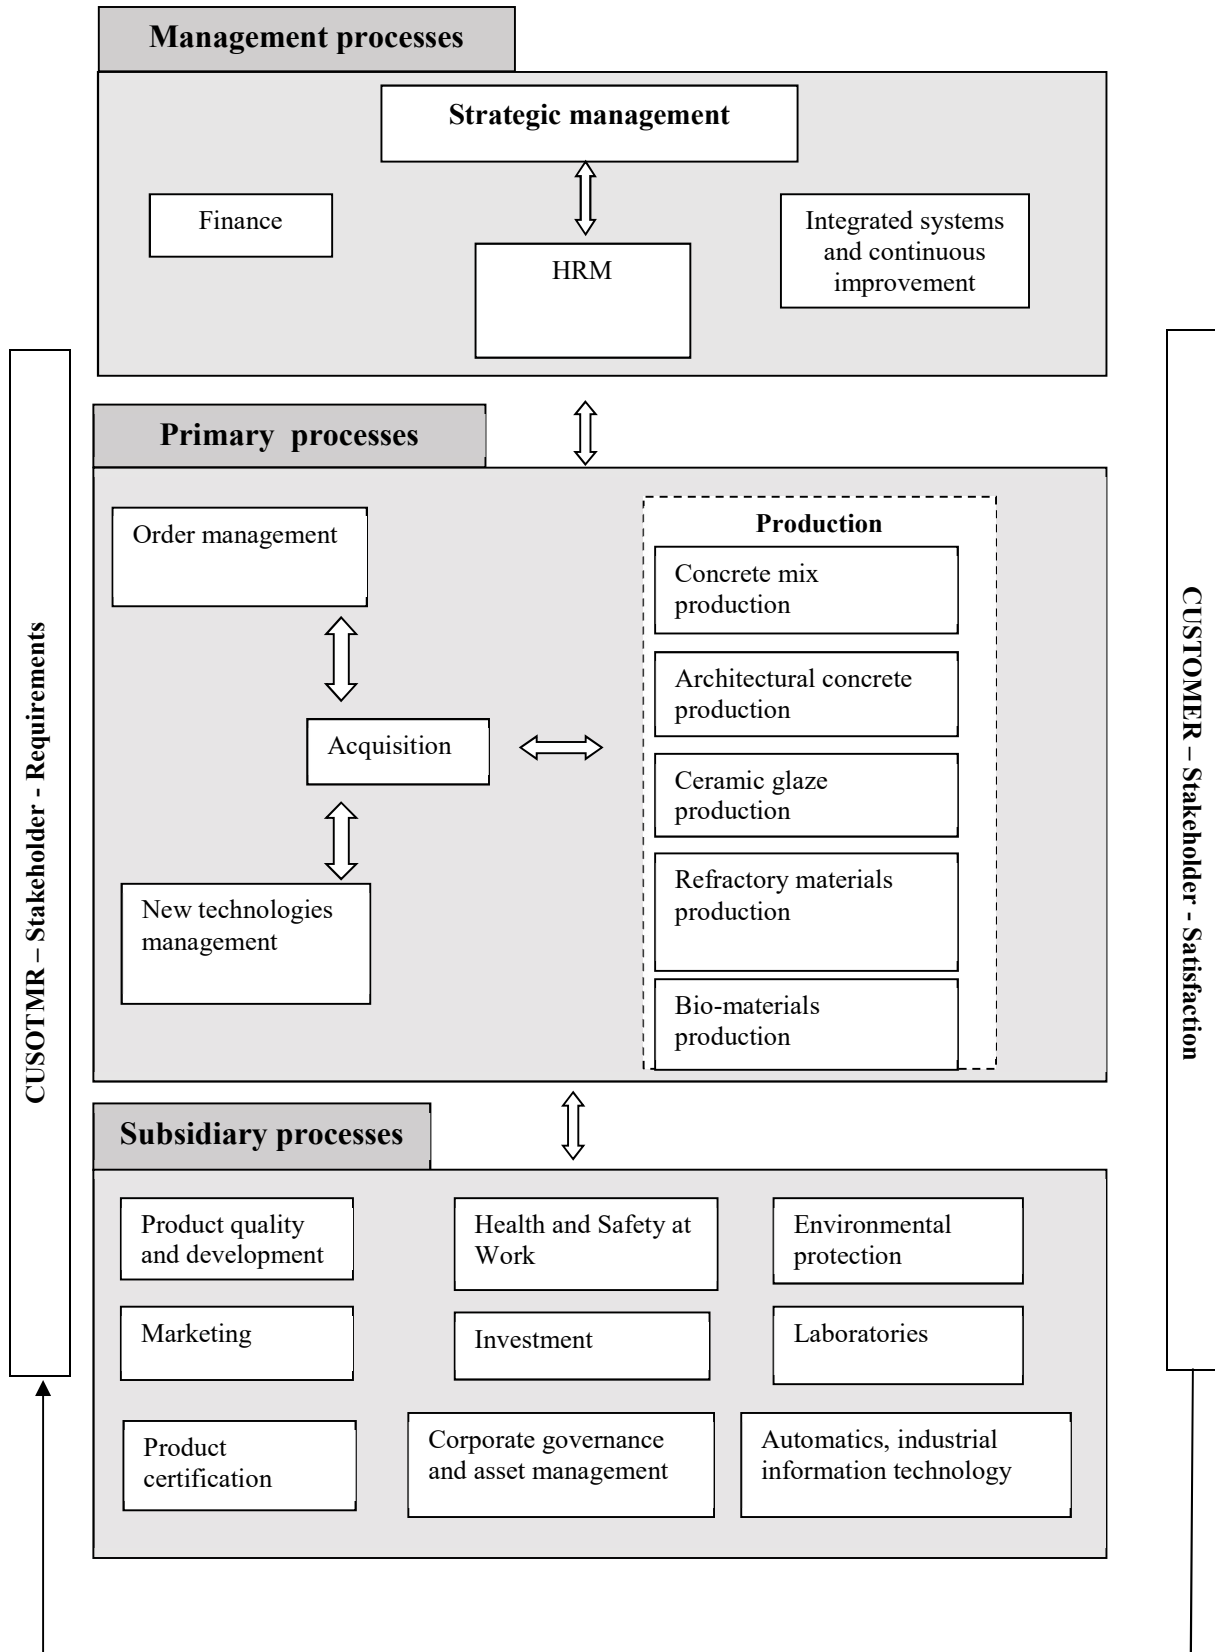 Management processes
Strategic management
Finance
HRM
Integrated systems
and continuous
improvement
CUSOTMR – Stakeholder - Requirements
Primary processes
Order management
Acquisition
New technologies
management
Production
Concrete mix
production
Architectural concrete
production
Ceramic glaze
production
Refractory materials
production
Bio-materials
production
CUSTOMER – Stakeholder - Satisfaction
Subsidiary processes
Product quality
and development
Health and Safety at
Work
Environmental
protection
Marketing
Investment
Laboratories
Product
certification
Corporate governance
and asset management
Automatics, industrial
information technology